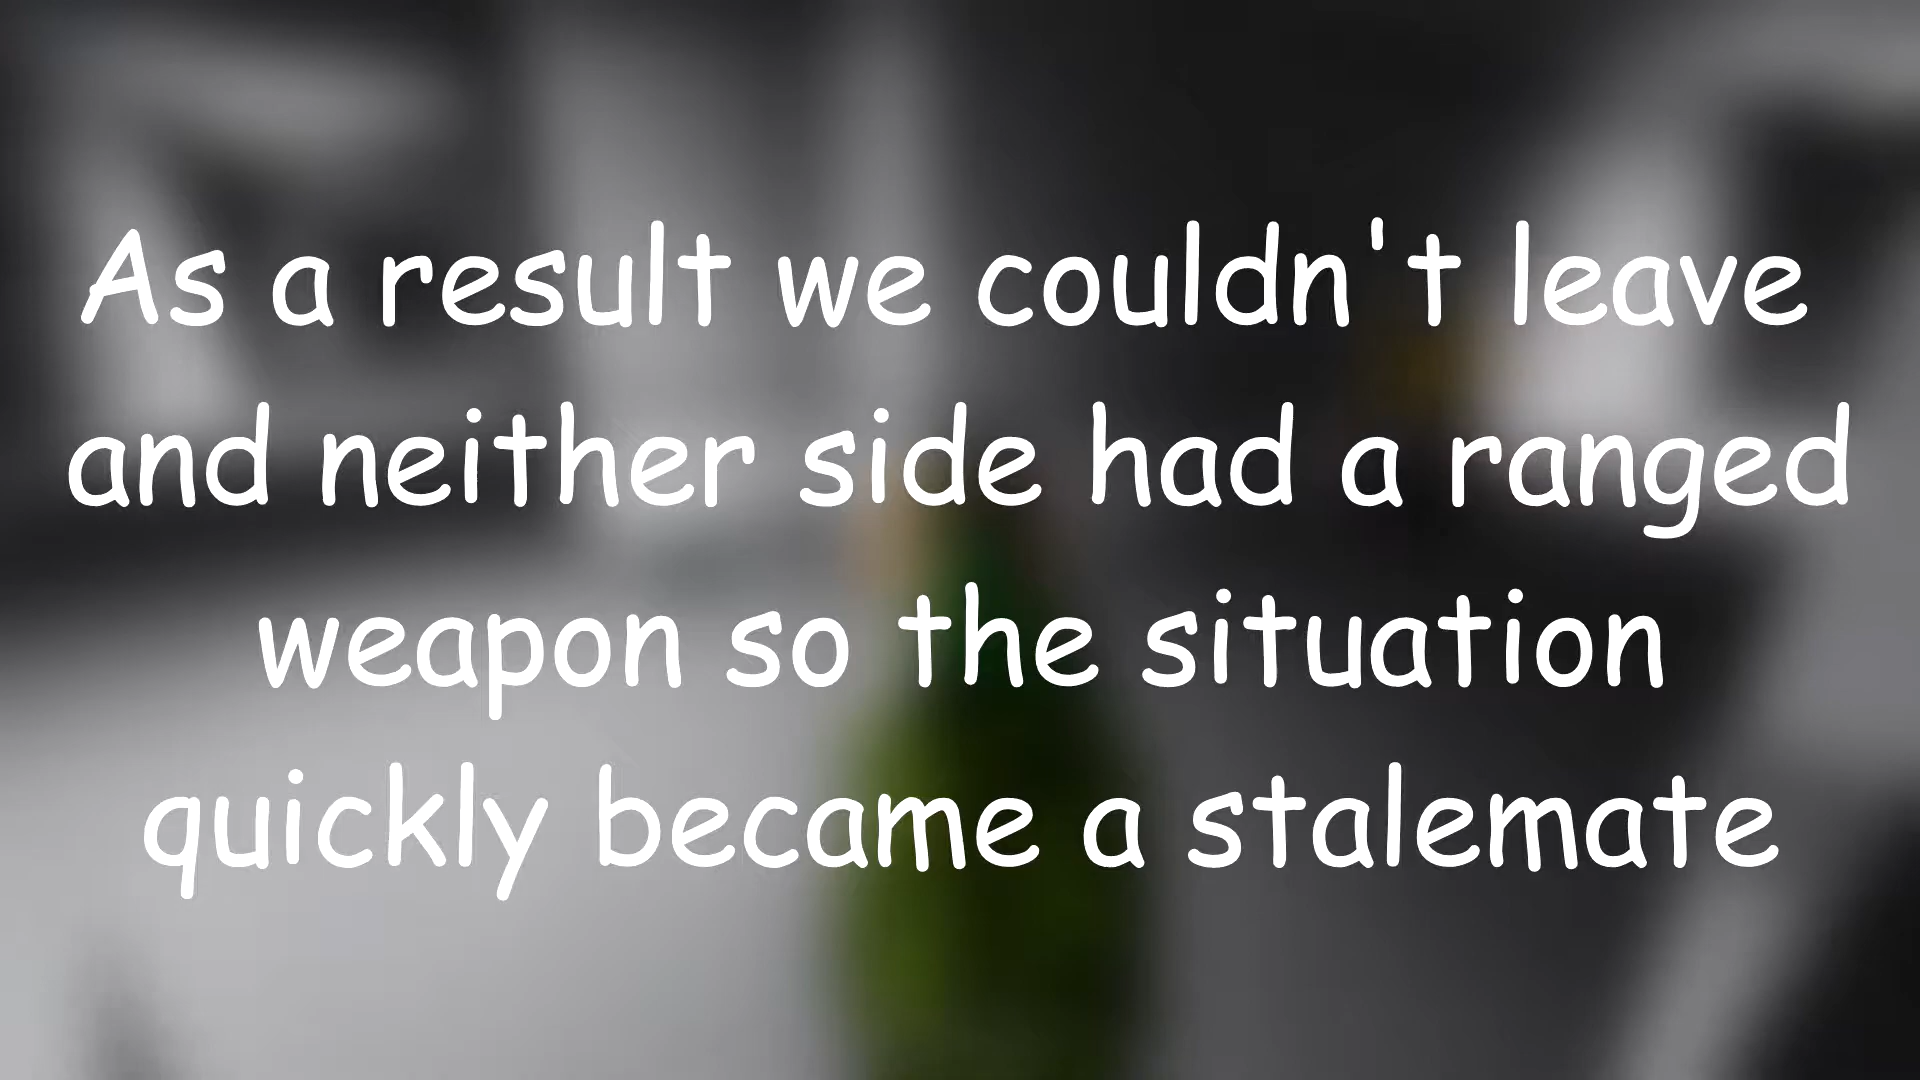 As a result we couldn't leave
and neither side had a ranged
weapon so the situation
quickly became a stalemate